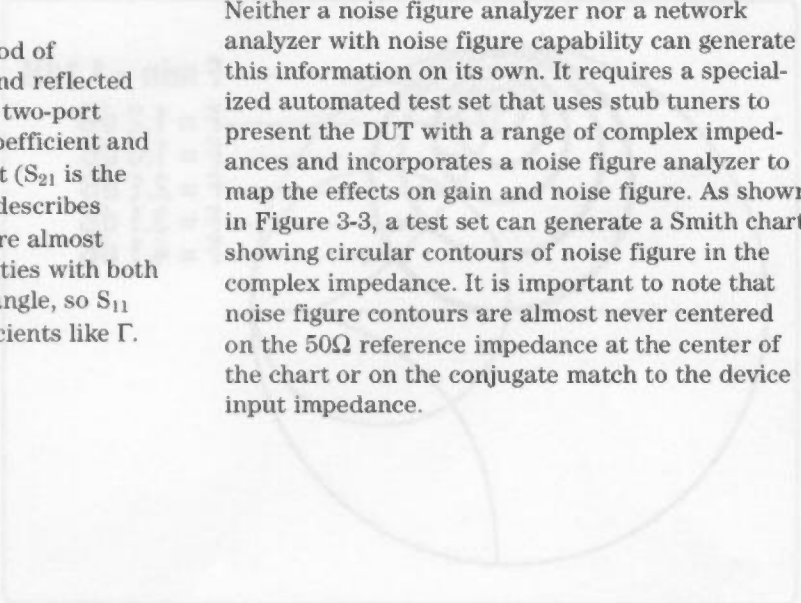 od of
nd reflected
two-port
oefficient and
t (S₂₁ is the
describes
re almost
ties with both
ngle, so S₁₁
cients like Γ.
Neither a noise figure analyzer nor a network
analyzer with noise figure capability can generate
this information on its own. It requires a special-
ized automated test set that uses stub tuners to
present the DUT with a range of complex imped-
ances and incorporates a noise figure analyzer to
map the effects on gain and noise figure. As shown
in Figure 3-3, a test set can generate a Smith chart
showing circular contours of noise figure in the
complex impedance. It is important to note that
noise figure contours are almost never centered
on the 50Ω reference impedance at the center of
the chart or on the conjugate match to the device
input impedance.